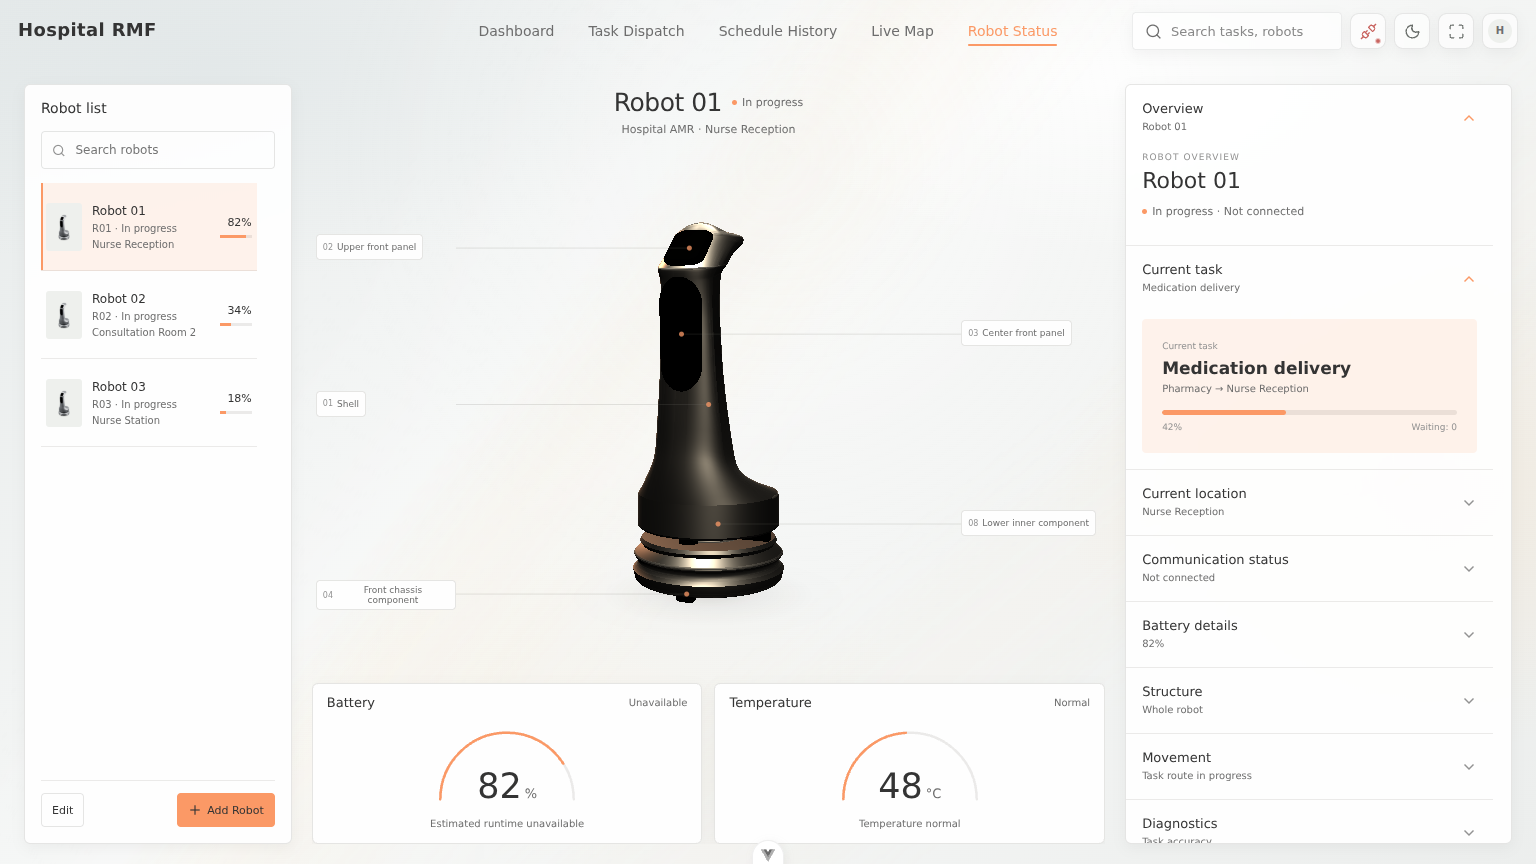 Hospital RMF
Dashboard
Task Dispatch
Schedule History
Live Map
Robot Status
Search tasks, robots
H
Robot list
Search robots
Robot 01
R01 · In progress
Nurse Reception
82%
Robot 02
R02 · In progress
Consultation Room 2
34%
Robot 03
R03 · In progress
Nurse Station
18%
Edit
Add Robot
Robot 01
In progress
Hospital AMR · Nurse Reception
02 Upper front panel
03 Center front panel
01 Shell
08 Lower inner component
04 Front chassis
component
Battery
Unavailable
82 %
Estimated runtime unavailable
Temperature
Normal
48 °C
Temperature normal
Overview
Robot 01
ROBOT OVERVIEW
Robot 01
In progress · Not connected
Current task
Medication delivery
Current task
Medication delivery
Pharmacy → Nurse Reception
42%
Waiting: 0
Current location
Nurse Reception
Communication status
Not connected
Battery details
82%
Structure
Whole robot
Movement
Task route in progress
Diagnostics
Task accuracy